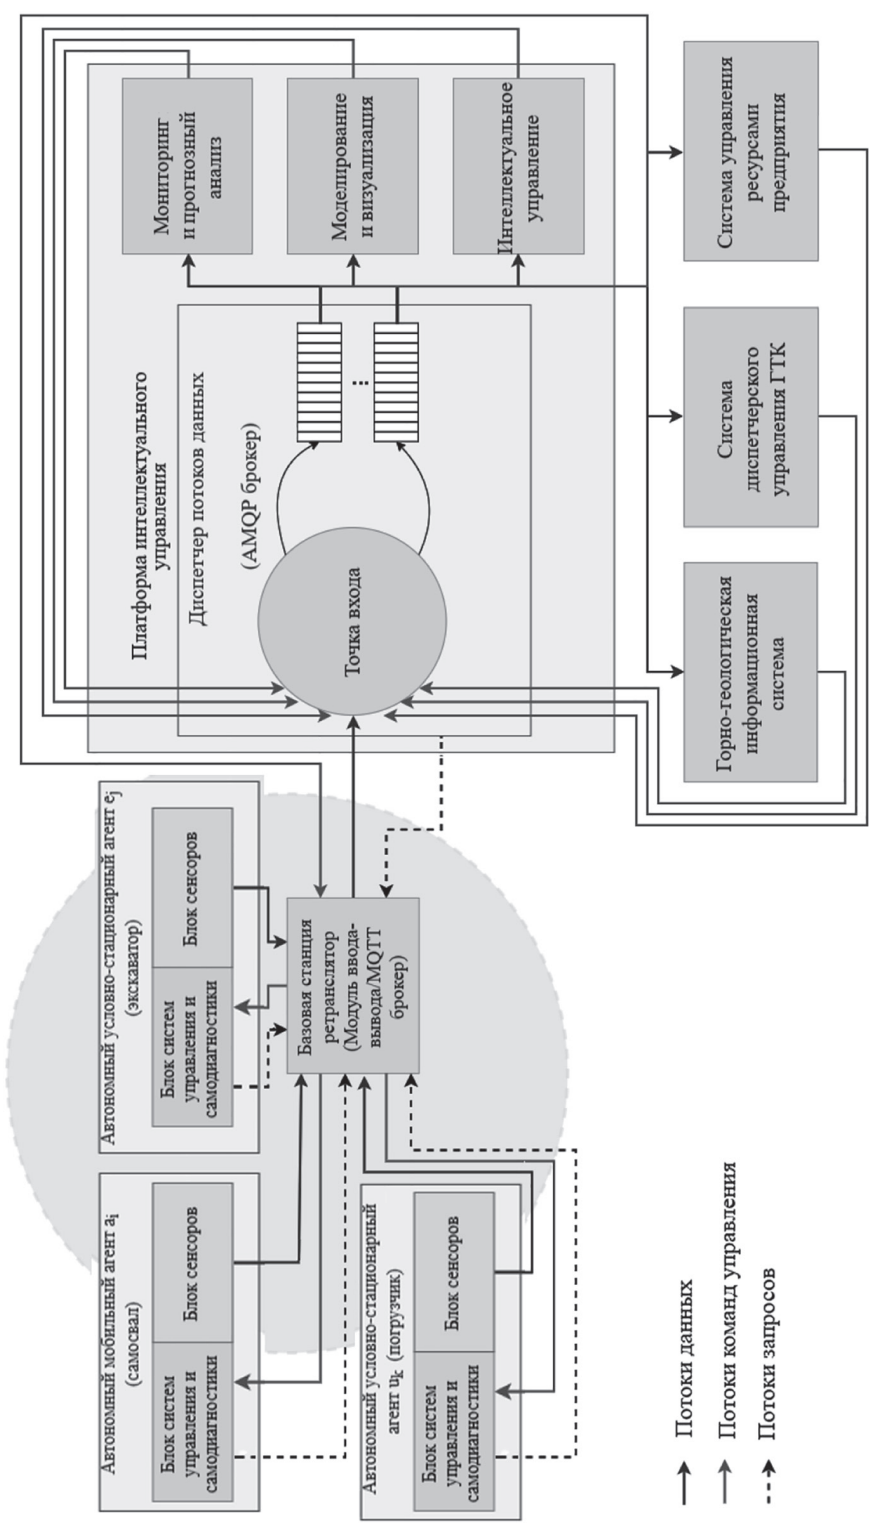 Автономный мобильный агент ai
(самосвал)
Блок систем
управления и
самодиагностики
Блок сенсоров
Автономный условно-стационарный агент ej
(экскаватор)
Блок систем
управления и
самодиагностики
Блок сенсоров
Автономный условно-стационарный
агент uk (погрузчик)
Блок систем
управления и
самодиагностики
Блок сенсоров
Базовая станция
ретранслятор
(Модуль ввода-
вывода/MQTT
брокер)
Платформа интеллектуального
управления
Диспетчер потоков данных
(AMQP брокер)
Точка входа
...
Мониторинг
и прогнозный
анализ
Моделирование
и визуализация
Интеллектуальное
управление
Горно-геологическая
информационная
система
Система
диспетчерского
управления ГТК
Система управления
ресурсами
предприятия
Потоки данных
Потоки команд управления
Потоки запросов